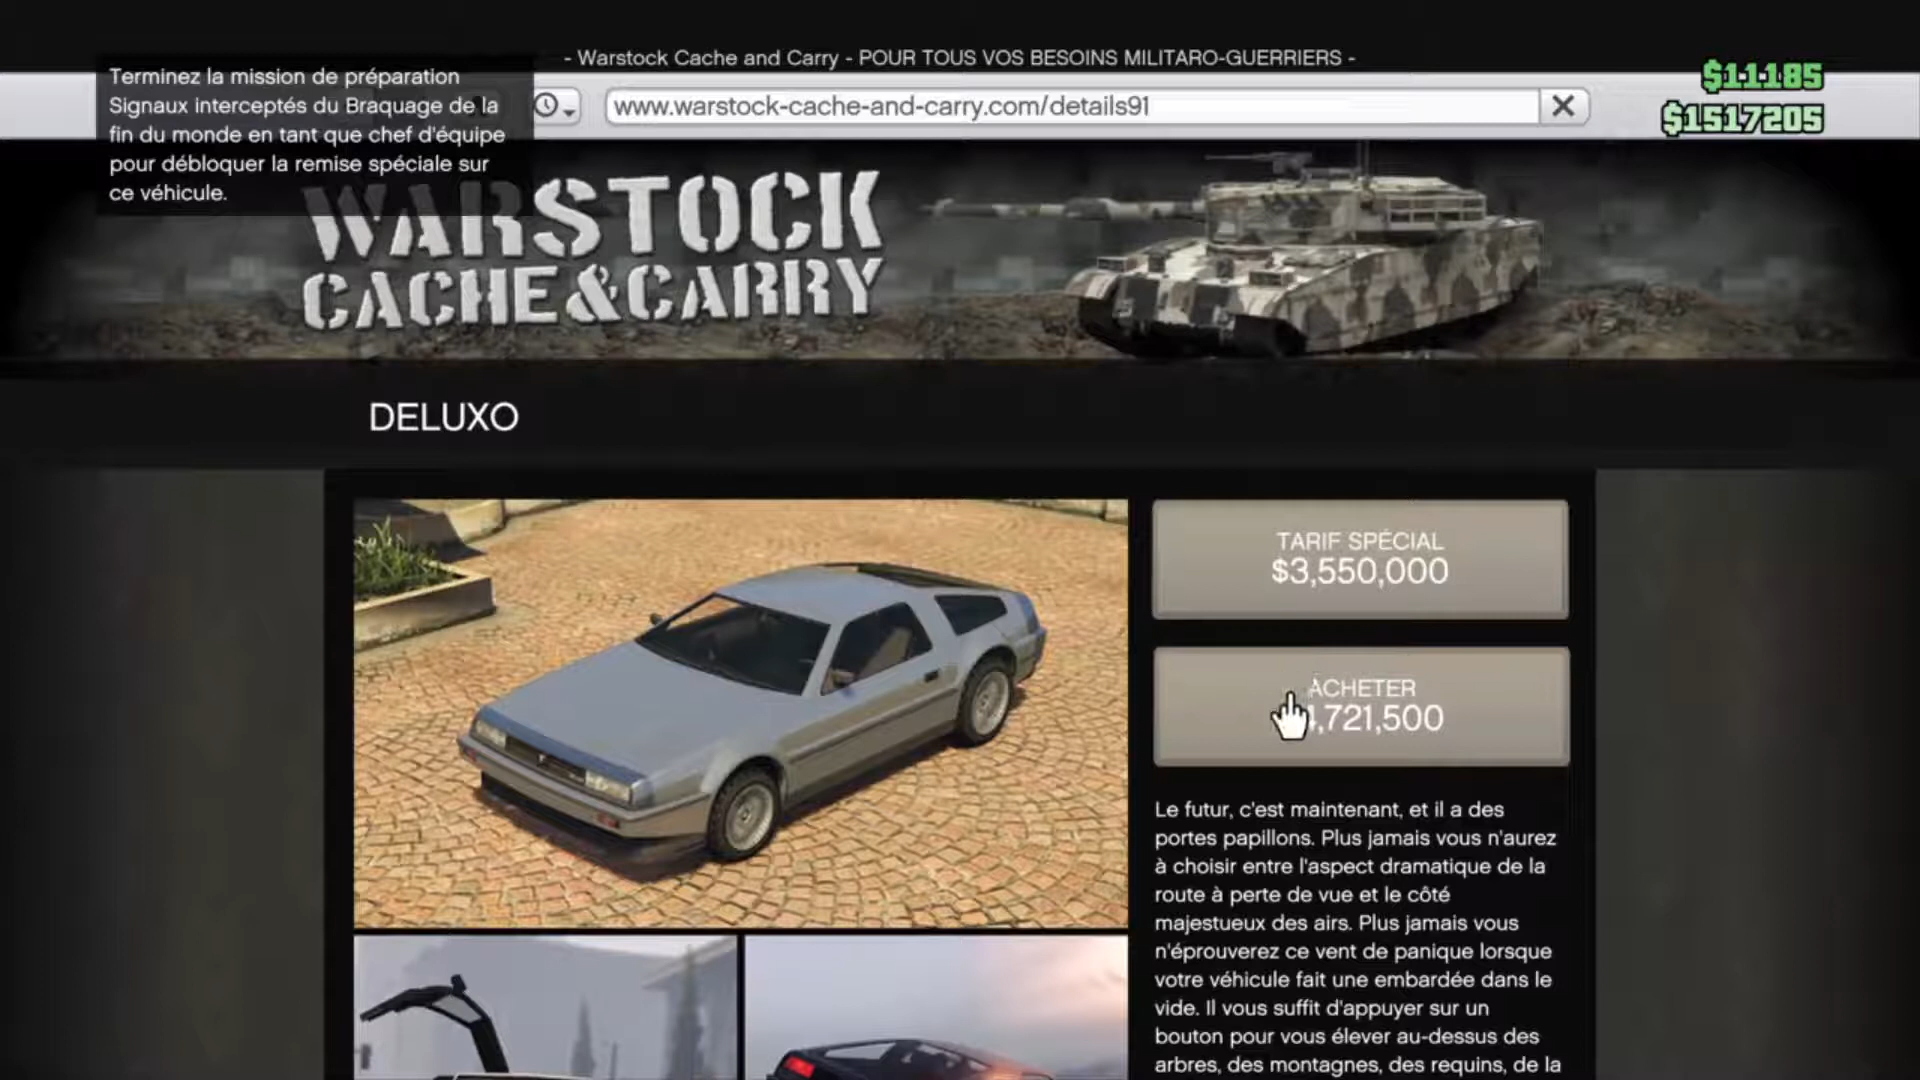 - Warstock Cache and Carry - POUR TOUS VOS BESOINS MILITARO-GUERRIERS -
Terminez la mission de préparation
Signaux interceptés du Braquage de la
fin du monde en tant que chef d'équipe
pour débloquer la remise spéciale sur
ce véhicule.
www.warstock-cache-and-carry.com/details91
$11185
$1517205
WARSTOCK
CACHE&CARRY
DELUXO
TARIF SPÉCIAL
$3,550,000
ACHETER
,721,500
Le futur, c'est maintenant, et il a des
portes papillons. Plus jamais vous n'aurez
à choisir entre l'aspect dramatique de la
route à perte de vue et le côté
majestueux des airs. Plus jamais vous
n'éprouverez ce vent de panique lorsque
votre véhicule fait une embardée dans le
vide. Il vous suffit d'appuyer sur un
bouton pour vous élever au-dessus des
arbres, des montagnes, des requins, de la